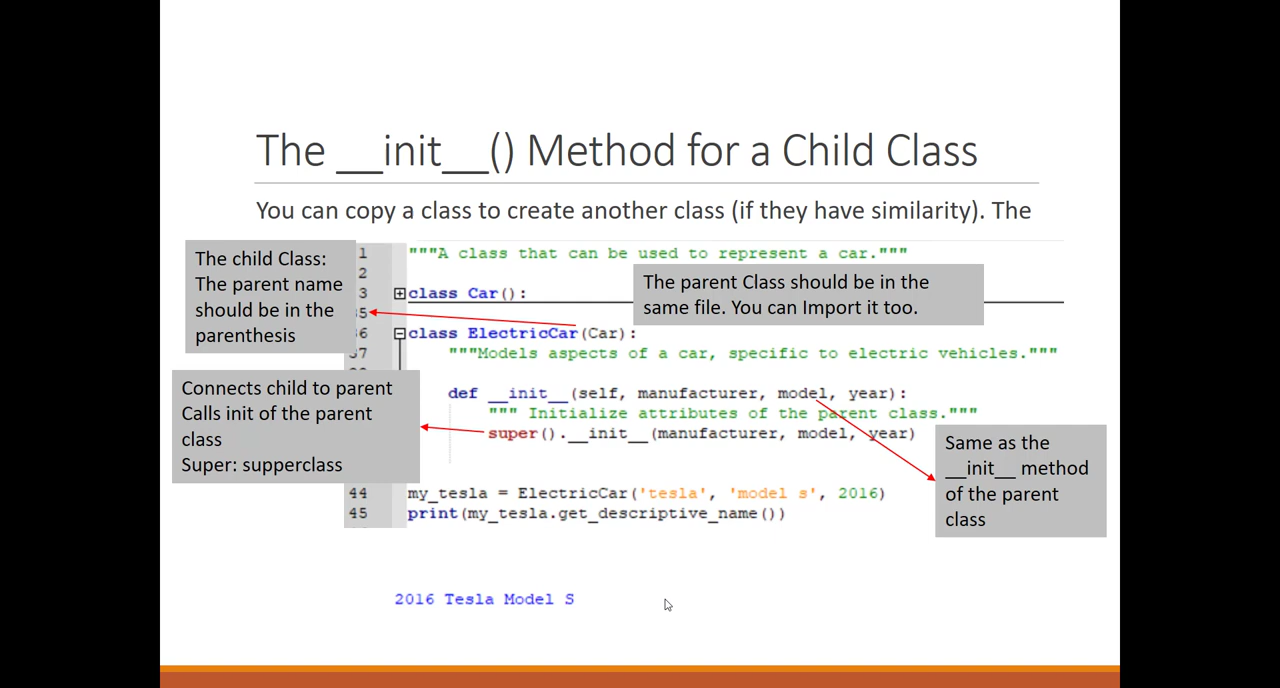 The __init__() Method for a Child Class
You can copy a class to create another class (if they have similarity). The
The child Class:
The parent name
should be in the
parenthesis
The parent Class should be in the
same file. You can Import it too.
1 """A class that can be used to represent a car."""
2
3 class Car():
35
36 class ElectricCar(Car):
37 """Models aspects of a car, specific to electric vehicles."""
def __init__(self, manufacturer, model, year):
""" Initialize attributes of the parent class."""
super().__init__(manufacturer, model, year)
Connects child to parent
Calls init of the parent
class
Super: supperclass
Same as the
__init__ method
of the parent
class
44 my_tesla = ElectricCar('tesla', 'model s', 2016)
45 print(my_tesla.get_descriptive_name())
2016 Tesla Model S